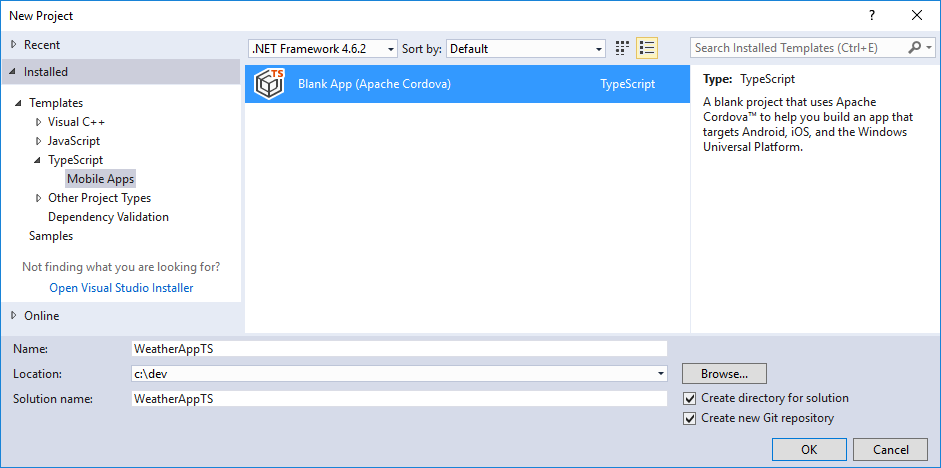 New Project
?
Recent
.NET Framework 4.6.2
Sort by:
Default
Search Installed Templates (Ctrl+E)
Installed
Templates
Visual C++
JavaScript
TypeScript
Mobile Apps
Other Project Types
Dependency Validation
Samples
Not finding what you are looking for?
Open Visual Studio Installer
Online
TS
Blank App (Apache Cordova)
TypeScript
Type: TypeScript
A blank project that uses Apache
Cordova™ to help you build an app that
targets Android, iOS, and the Windows
Universal Platform.
Name:
WeatherAppTS
Location:
c:\dev
Browse...
Solution name:
WeatherAppTS
Create directory for solution
Create new Git repository
OK
Cancel